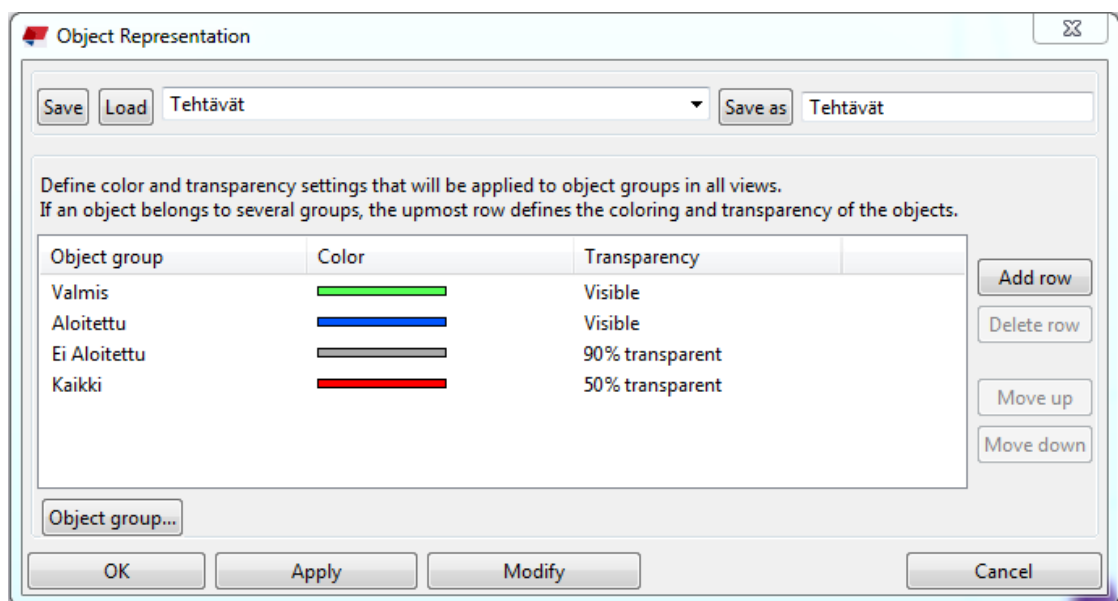 Object Representation
Save Load Tehtävät Save as Tehtävät
Define color and transparency settings that will be applied to object groups in all views.
If an object belongs to several groups, the upmost row defines the coloring and transparency of the objects.
Object group Color Transparency
Valmis Visible
Aloitettu Visible
Ei Aloitettu 90% transparent
Kaikki 50% transparent
Add row
Delete row
Move up
Move down
Object group...
OK Apply Modify Cancel